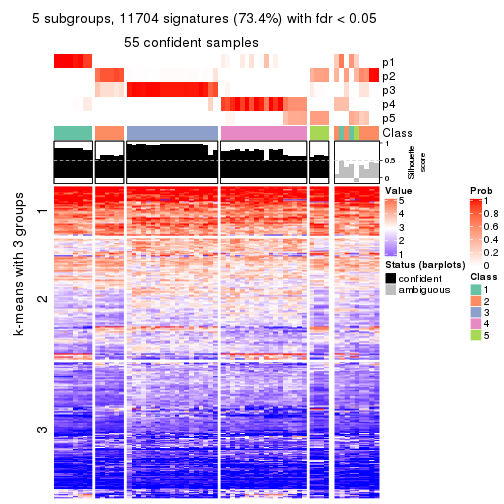 5 subgroups, 11704 signatures (73.4%) with fdr < 0.05
55 confident samples
p1
p2
p3
p4
p5
Class
1
0.5
0
Silhouette
score
k-means with 3 groups
1
2
3
Value
5
4
3
2
1
Status (barplots)
confident
ambiguous
Prob
1
0.8
0.6
0.4
0.2
0
Class
1
2
3
4
5